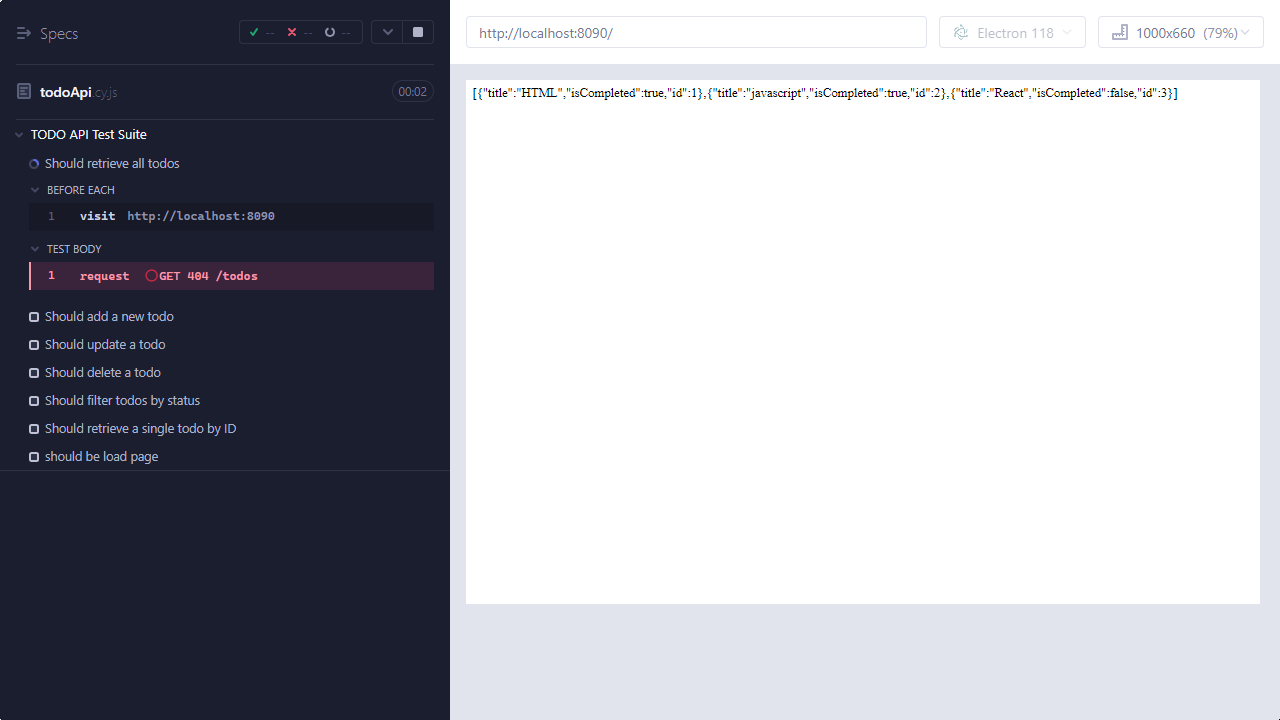 Specs -- -- --
todoApi.cy.js 00:02
TODO API Test Suite
Should retrieve all todos
BEFORE EACH
1 visit http://localhost:8090
TEST BODY
1 request GET 404 /todos
Should add a new todo
Should update a todo
Should delete a todo
Should filter todos by status
Should retrieve a single todo by ID
should be load page
http://localhost:8090/ Electron 118 1000x660 (79%)
[{"title":"HTML","isCompleted":true,"id":1},{"title":"javascript","isCompleted":true,"id":2},{"title":"React","isCompleted":false,"id":3}]